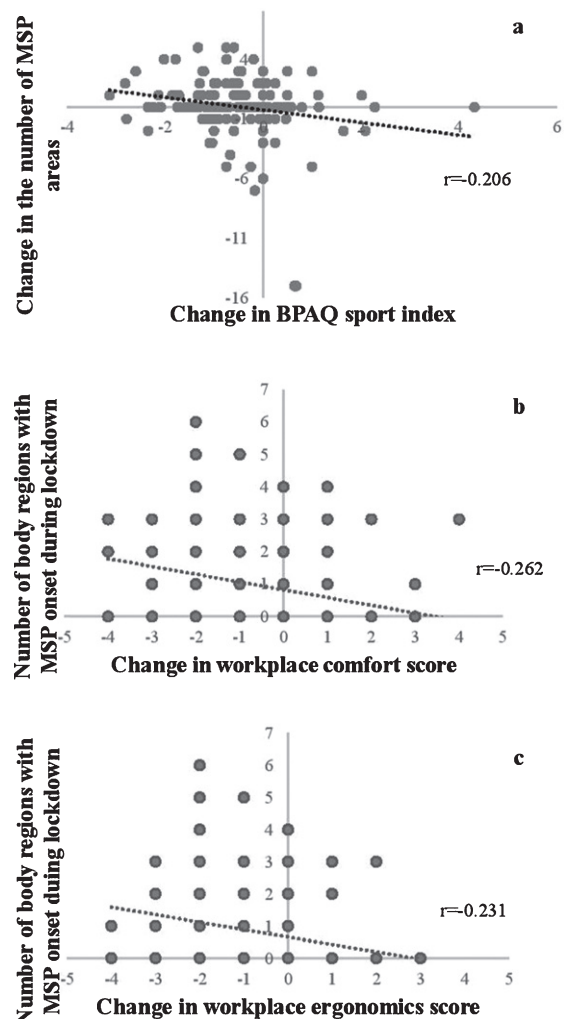 a
Change in the number of MSP
areas
4
-1
-6
-11
-16
-4
-2
0
2
4
6
r=-0.206
Change in BPAQ sport index
b
Number of body regions with
MSP onset during lockdown
7
6
5
4
3
2
1
0
-5 -4 -3 -2 -1 0 1 2 3 4 5
r=-0.262
Change in workplace comfort score
c
Number of body regions with
MSP onset duing lockdown
7
6
5
4
3
2
1
0
-5 -4 -3 -2 -1 0 1 2 3 4 5
r=-0.231
Change in workplace ergonomics score